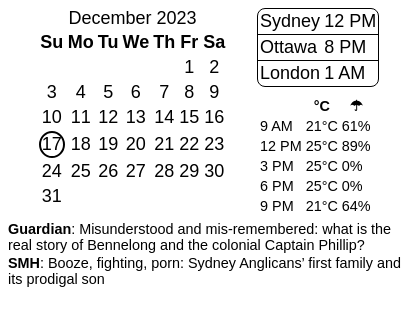 December 2023
Su Mo Tu We Th Fr Sa
1 2
3 4 5 6 7 8 9
10 11 12 13 14 15 16
17 18 19 20 21 22 23
24 25 26 27 28 29 30
31
Sydney 12 PM
Ottawa 8 PM
London 1 AM
°C ☂
9 AM 21°C 61%
12 PM 25°C 89%
3 PM 25°C 0%
6 PM 25°C 0%
9 PM 21°C 64%
Guardian: Misunderstood and mis-remembered: what is the
real story of Bennelong and the colonial Captain Phillip?
SMH: Booze, fighting, porn: Sydney Anglicans’ first family and
its prodigal son